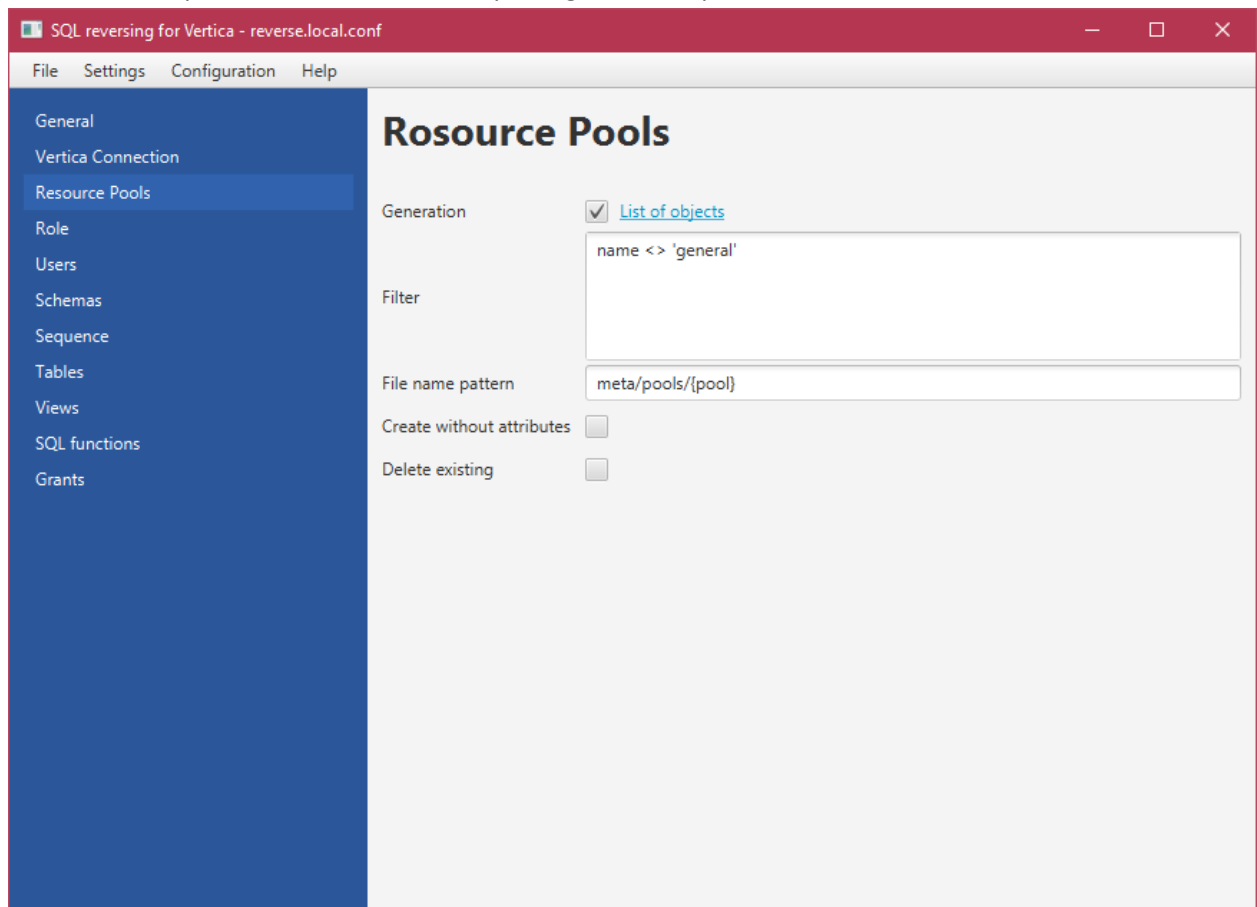 SQL reversing for Vertica - reverse.local.conf
File Settings Configuration Help
General
Vertica Connection
Resource Pools
Role
Users
Schemas
Sequence
Tables
Views
SQL functions
Grants
Rosource Pools
Generation List of objects
Filter name <> 'general'
File name pattern meta/pools/{pool}
Create without attributes
Delete existing